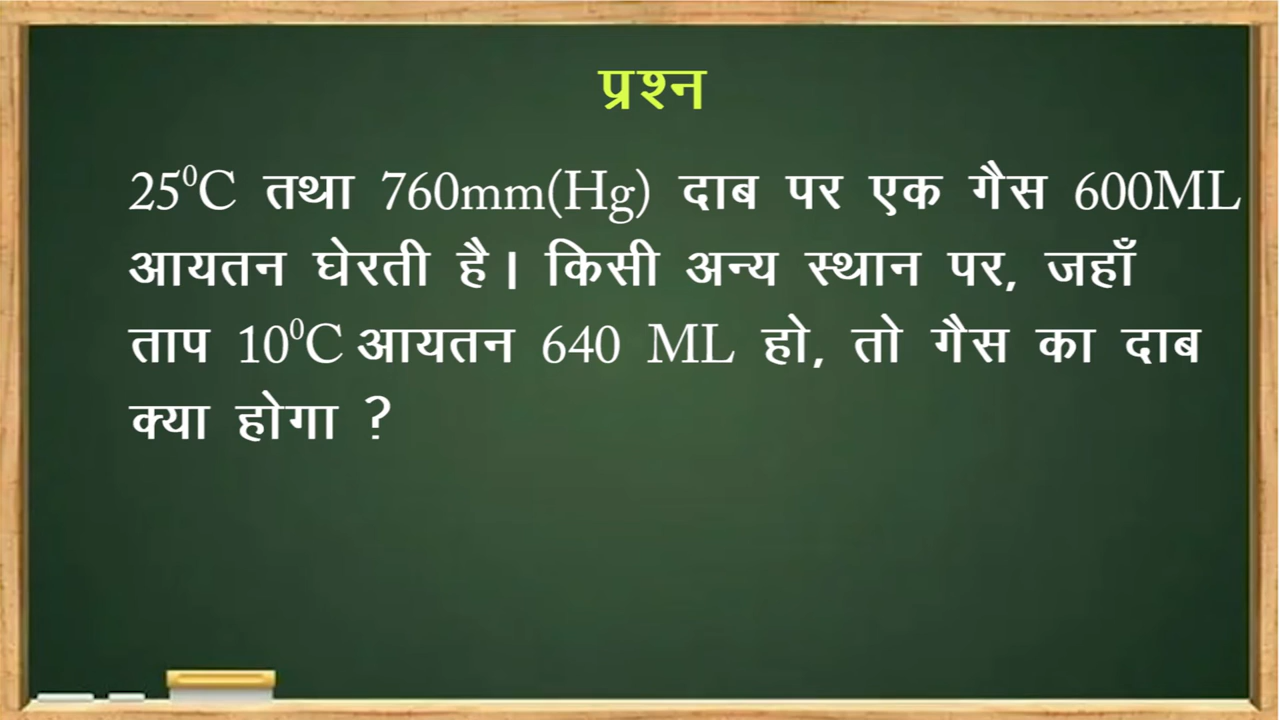 प्रश्न
25⁰C तथा 760mm(Hg) दाब पर एक गैस 600ML
आयतन घेरती है। किसी अन्य स्थान पर, जहाँ
ताप 10⁰C आयतन 640 ML हो, तो गैस का दाब
क्या होगा ?